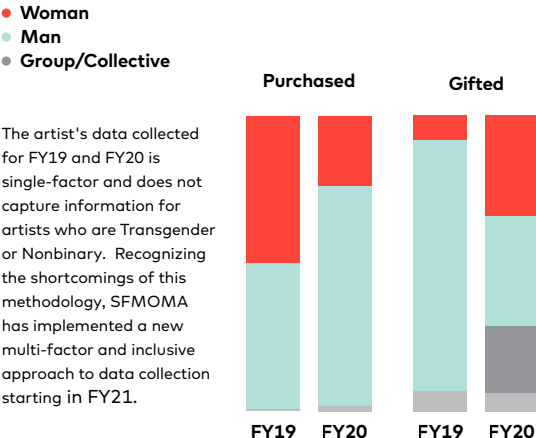 Woman
Man
Group/Collective
Purchased
Gifted
The artist's data collected
for FY19 and FY20 is
single-factor and does not
capture information for
artists who are Transgender
or Nonbinary.  Recognizing
the shortcomings of this
methodology, SFMOMA
has implemented a new
multi-factor and inclusive
approach to data collection
starting in FY21.
FY19 FY20 FY19 FY20